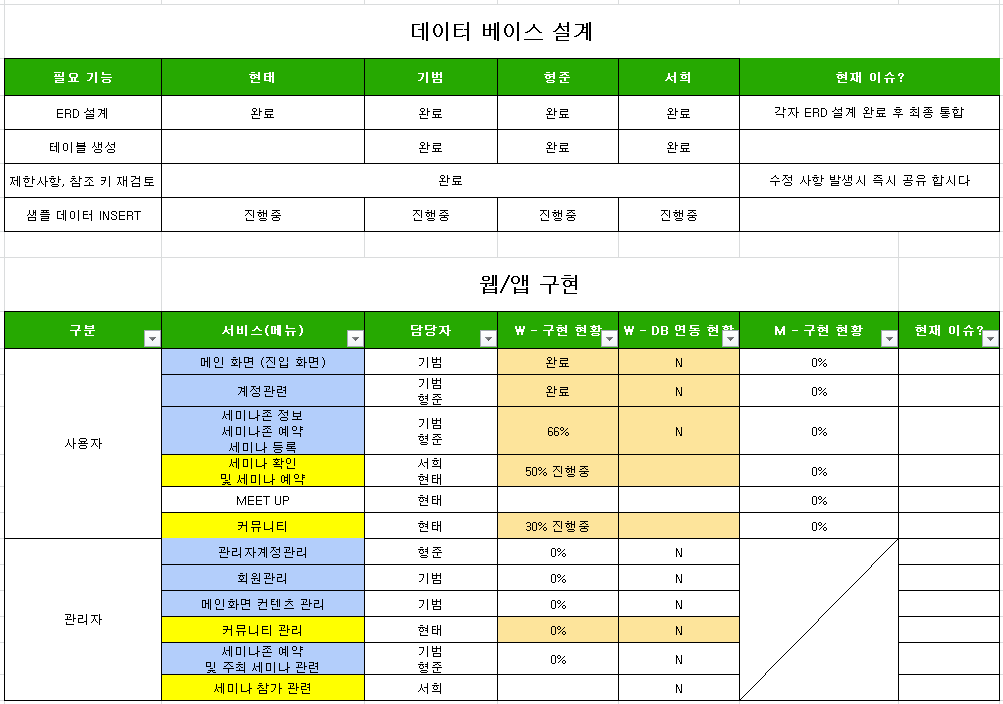 데이터 베이스 설계
필요 기능 현태 기범 형준 서희 현재 이슈?
ERD 설계 완료 완료 완료 완료 각자 ERD 설계 완료 후 최종 통합
테이블 생성 완료 완료 완료
제한사항, 참조 키 재검토 완료 수정 사항 발생시 즉시 공유 합시다
샘플 데이터 INSERT 진행중 진행중 진행중 진행중
웹/앱 구현
구분 서비스(메뉴) 담당자 W - 구현 현황 W - DB 연동 현황 M - 구현 현황 현재 이슈?
사용자
메인 화면 (진입 화면) 기범 완료 N 0%
계정관련 기범 완료 N 0%
형준
세미나존 정보
세미나존 예약 기범 66% N 0%
세미나 등록 형준
세미나 확인 서희 50% 진행중 0%
및 세미나 예약 현태
MEET UP 현태 0%
커뮤니티 현태 30% 진행중 0%
관리자
관리자계정관리 형준 0% N
회원관리 기범 0% N
메인화면 컨텐츠 관리 기범 0% N
커뮤니티 관리 현태 0% N
세미나존 예약 기범 0% N
및 주최 세미나 관련 형준
세미나 참가 관련 서희 N